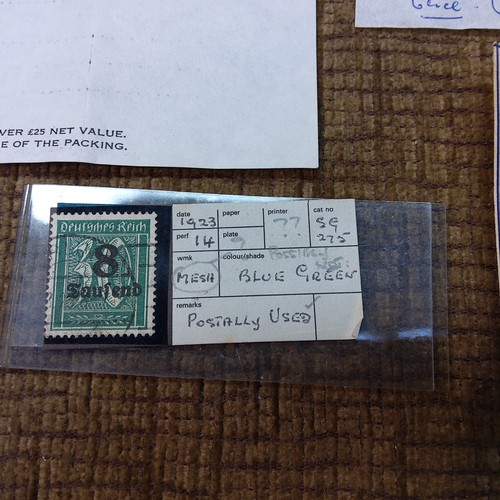 VER £25 NET VALUE.
E OF THE PACKING.
Deutsches Reich
8
Tausend
date paper printer cat no
1923 ?? SG
perf plate 275
14 ?
wmk colour/shade
MESH BLUE GREEN
remarks
POSTALLY USED